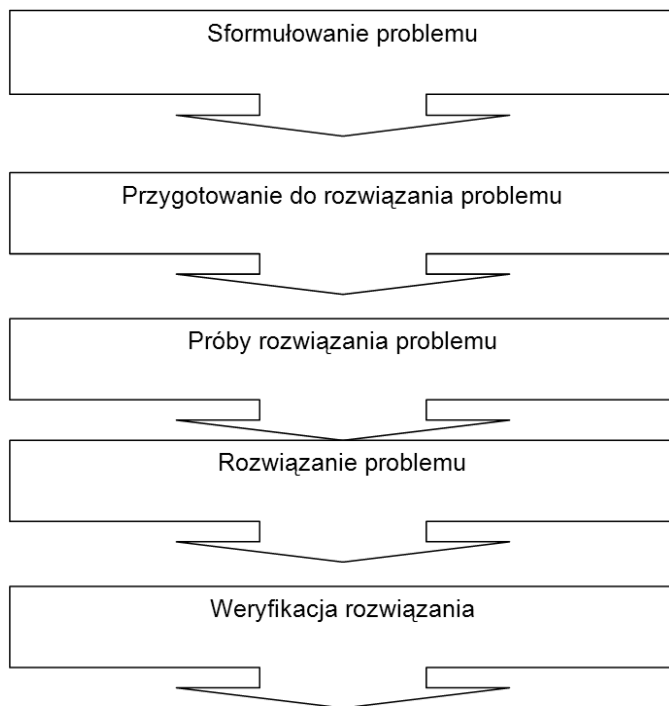 Sformułowanie problemu
Przygotowanie do rozwiązania problemu
Próby rozwiązania problemu
Rozwiązanie problemu
Weryfikacja rozwiązania